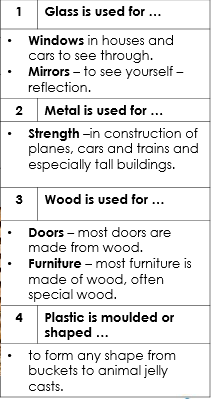 1 Glass is used for …
• Windows in houses and
cars to see through.
• Mirrors – to see yourself –
reflection.
2 Metal is used for …
• Strength –in construction of
planes, cars and trains and
especially tall buildings.
3 Wood is used for …
• Doors – most doors are
made from wood.
• Furniture – most furniture is
made of wood, often
special wood.
4 Plastic is moulded or
shaped …
• to form any shape from
buckets to animal jelly
casts.